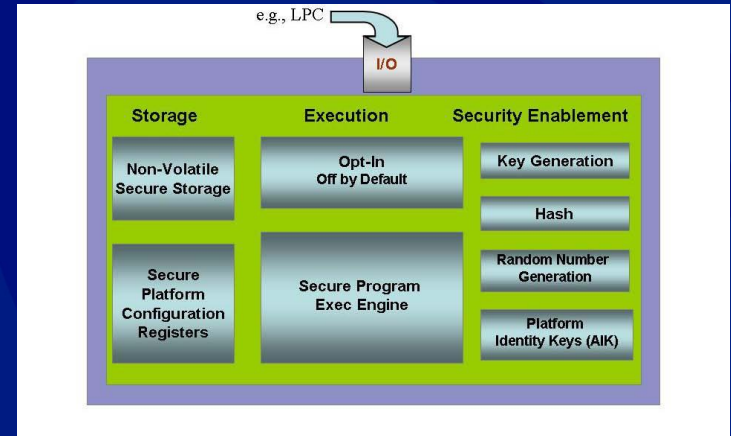 e.g., LPC
I/O
Storage
Execution
Security Enablement
Non-Volatile
Secure Storage
Secure
Platform
Configuration
Registers
Opt-In
Off by Default
Secure Program
Exec Engine
Key Generation
Hash
Random Number
Generation
Platform
Identity Keys (AIK)